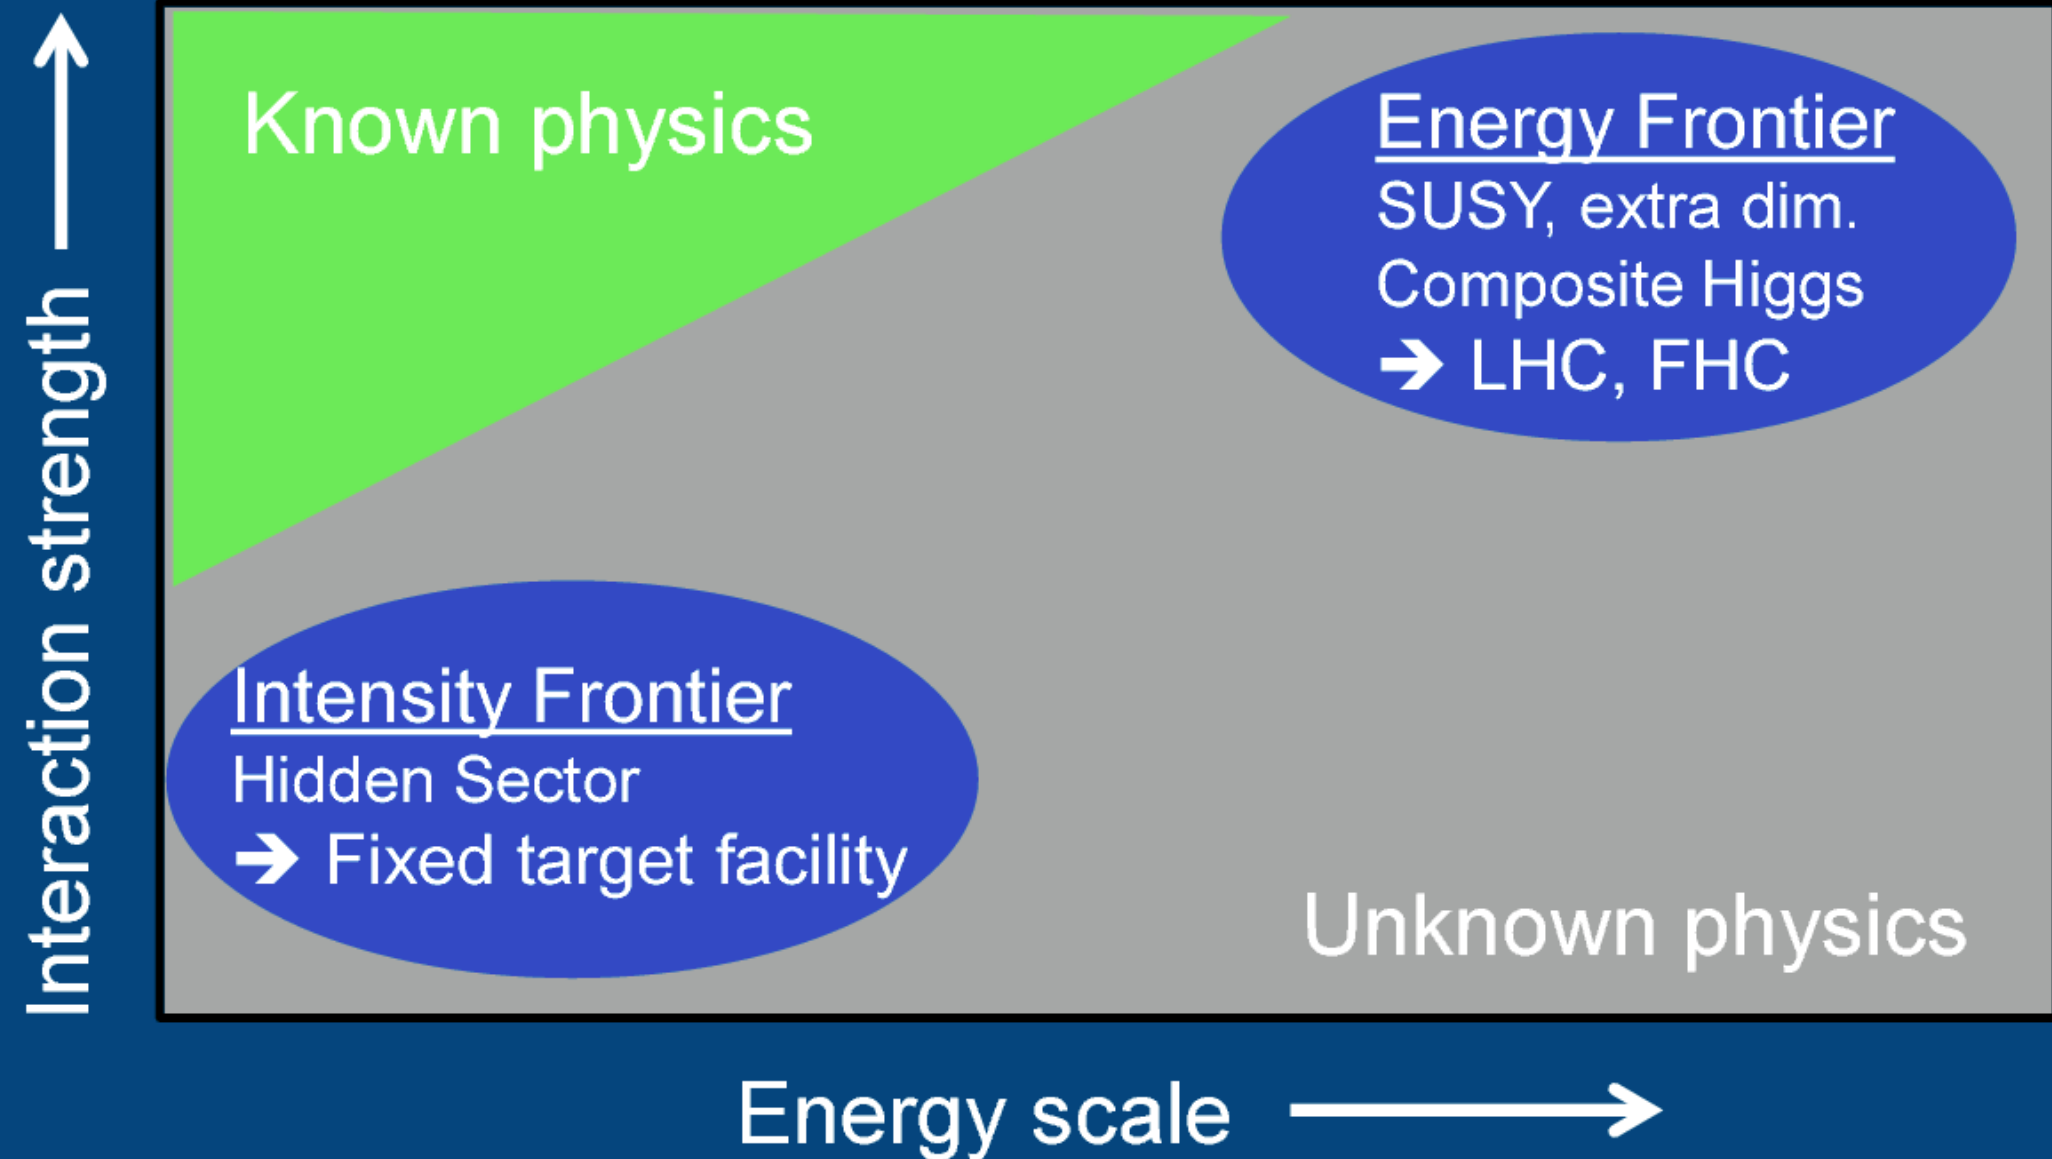 Known physics
Energy Frontier
SUSY, extra dim.
Composite Higgs
➔ LHC, FHC
Intensity Frontier
Hidden Sector
➔ Fixed target facility
Unknown physics
Interaction strength
Energy scale